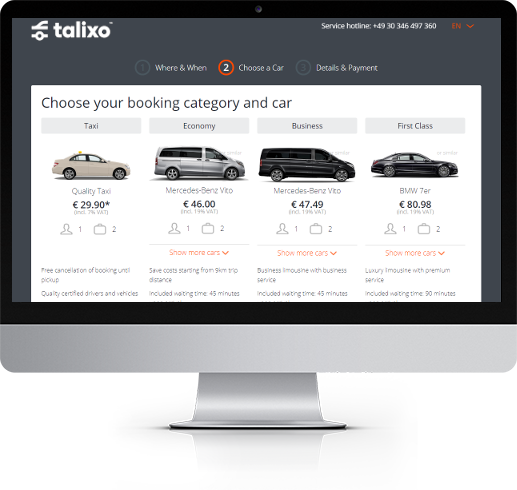 talixo™
Service hotline: +49 30 346 497 360
EN
1 Where & When
2 Choose a Car
3 Details & Payment
Choose your booking category and car
Taxi
Economy
Business
First Class
or similar
or similar
or similar
Quality Taxi
Mercedes-Benz Vito
Mercedes-Benz Vito
BMW 7er
€ 29.90*
€ 46.00
€ 47.49
€ 80.98
(incl. 7% VAT)
(incl. 19% VAT)
(incl. 19% VAT)
(incl. 19% VAT)
1 2
1 2
1 2
1 2
Show more cars
Show more cars
Show more cars
Free cancellation of booking until
pickup
Quality certified drivers and vehicles
Save costs starting from 9km trip
distance
Included waiting time: 45 minutes
Business limousine with business
service
Included waiting time: 45 minutes
Luxury limousine with premium
service
Included waiting time: 90 minutes